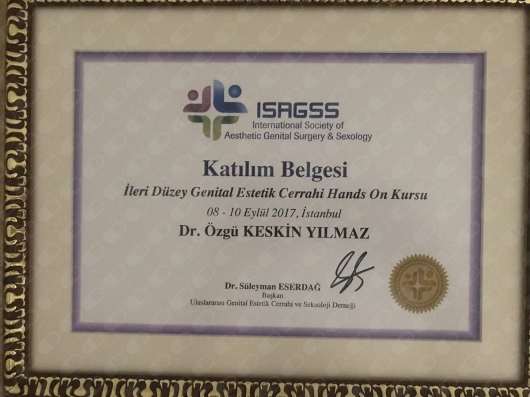 ISAGSS
International Society of
Aesthetic Genital Surgery & Sexology
Katılım Belgesi
İleri Düzey Genital Estetik Cerrahi Hands On Kursu
08 - 10 Eylül 2017, İstanbul
Dr. Özgü KESKİN YILMAZ
Dr. Süleyman ESERDAĞ
Başkan
Uluslararası Genital Estetik Cerrahi ve Seksoloji Derneği